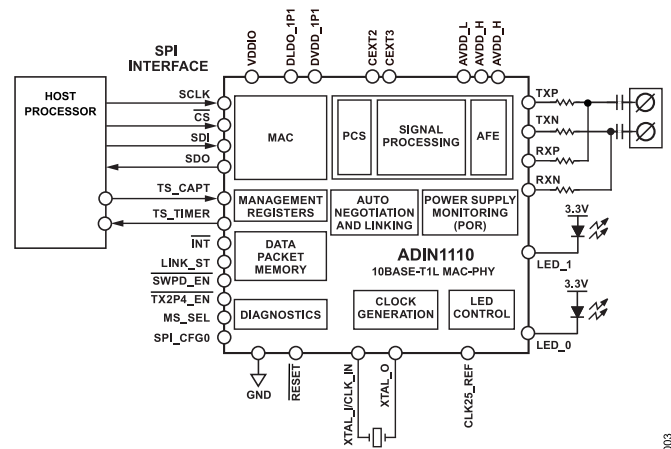 VDDIO
DLDO_1P1
DVDD_1P1
CEXT2
CEXT3
AVDD_L
AVDD_H
AVDD_H
SPI
INTERFACE
HOST
PROCESSOR
SCLK
CS
SDI
SDO
TS_CAPT
TS_TIMER
INT
LINK_ST
SWPD_EN
TX2P4_EN
MS_SEL
SPI_CFG0
MAC
PCS
SIGNAL
PROCESSING
AFE
MANAGEMENT
REGISTERS
AUTO
NEGOTIATION
AND LINKING
POWER SUPPLY
MONITORING
(POR)
DATA
PACKET
MEMORY
ADIN1110
10BASE-T1L MAC-PHY
DIAGNOSTICS
CLOCK
GENERATION
LED
CONTROL
TXP
TXN
RXP
RXN
3.3V
LED_1
3.3V
LED_0
GND
RESET
XTAL_I/CLK_IN
XTAL_O
CLK25_REF
003